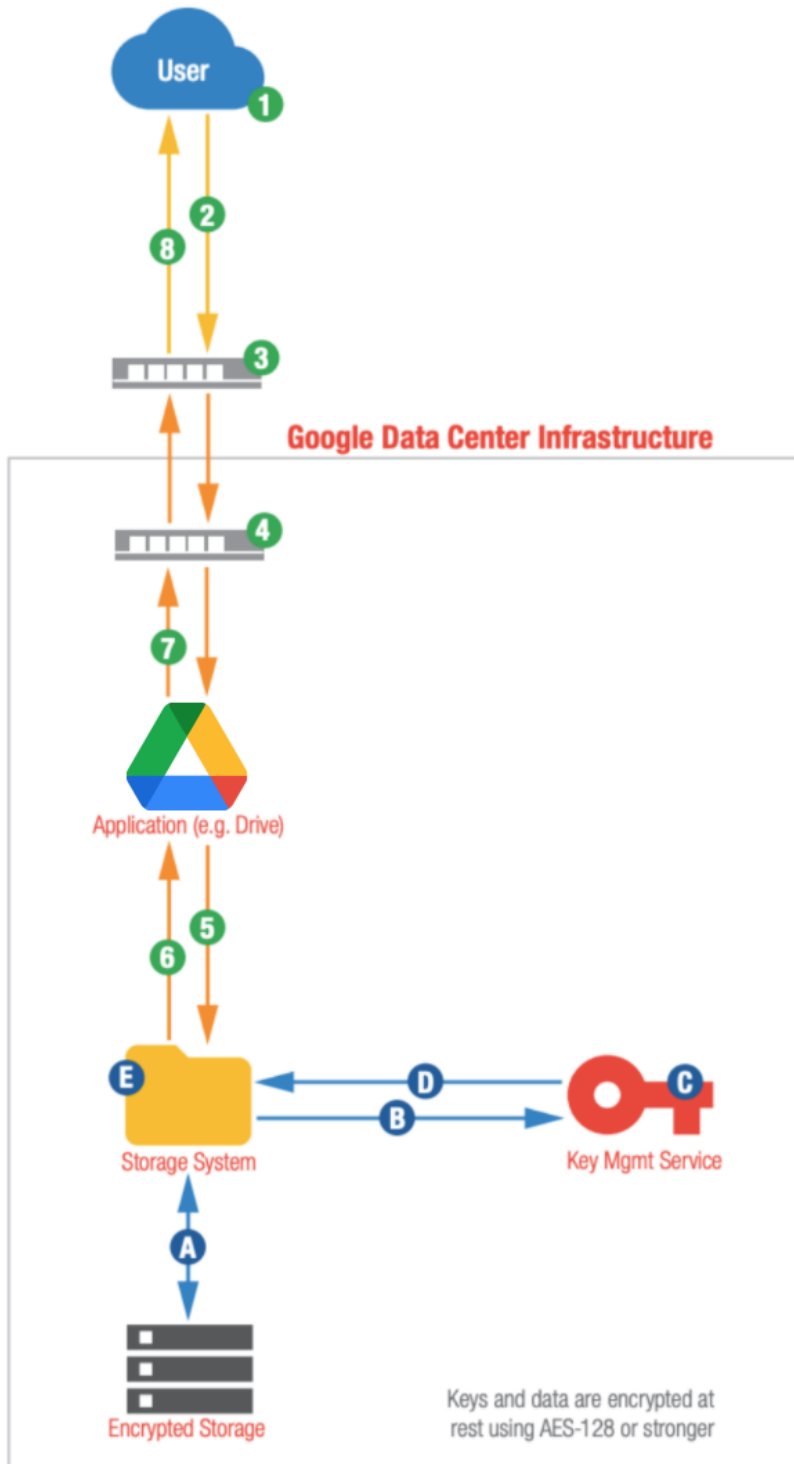 User
1
2
8
3
Google Data Center Infrastructure
4
7
Application (e.g. Drive)
5
6
E
D
C
B
Storage System
Key Mgmt Service
A
Keys and data are encrypted at
rest using AES-128 or stronger
Encrypted Storage